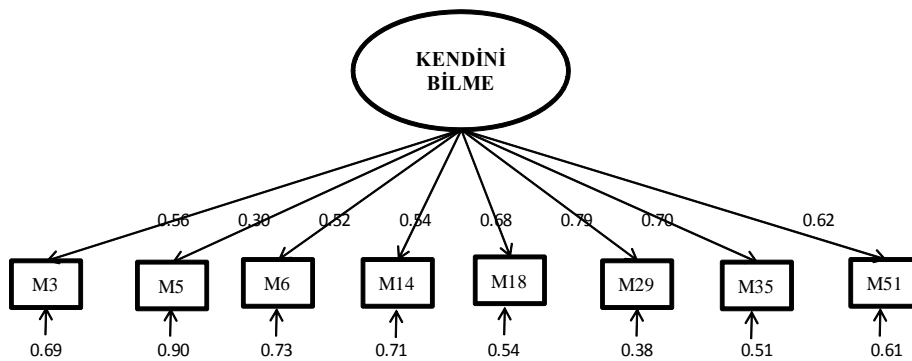 KENDİNİ
BİLME
0.56 0.30 0.52 0.54 0.68 0.79 0.70 0.62
M3 M5 M6 M14 M18 M29 M35 M51
0.69 0.90 0.73 0.71 0.54 0.38 0.51 0.61